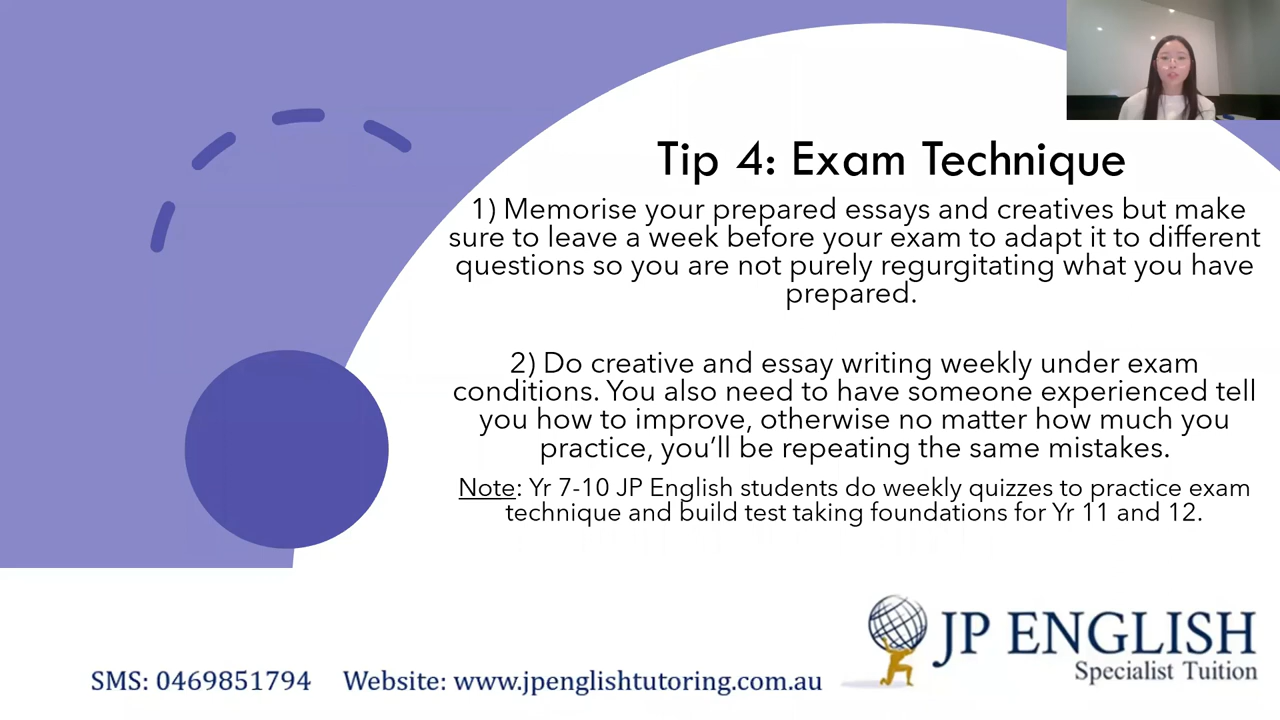 Tip 4: Exam Technique
1) Memorise your prepared essays and creatives but make
sure to leave a week before your exam to adapt it to different
questions so you are not purely regurgitating what you have
prepared.
2) Do creative and essay writing weekly under exam
conditions. You also need to have someone experienced tell
you how to improve, otherwise no matter how much you
practice, you’ll be repeating the same mistakes.
Note: Yr 7-10 JP English students do weekly quizzes to practice exam
technique and build test taking foundations for Yr 11 and 12.
JP ENGLISH
Specialist Tuition
SMS: 0469851794 Website: www.jpenglishtutoring.com.au